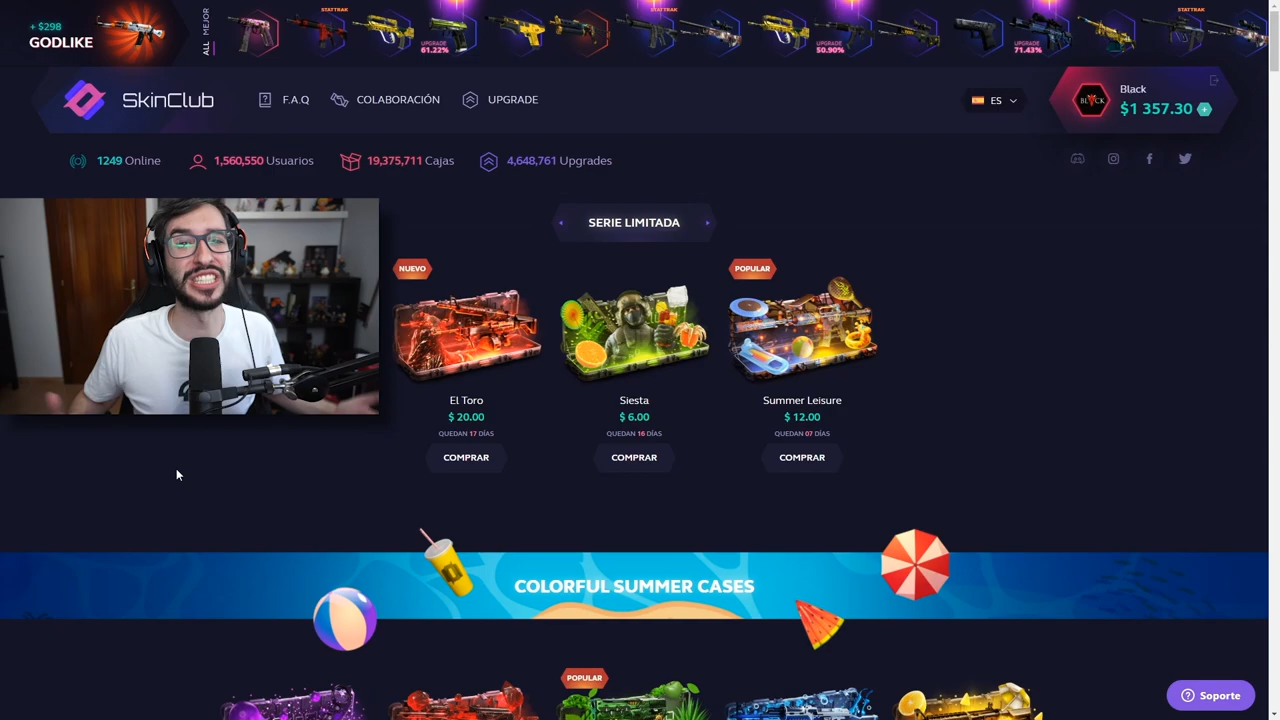 + $298
GODLIKE
ALL MEJOR
STATTRAK
STATTRAK
STATTRAK
UPGRADE
61.22%
UPGRADE
50.90%
UPGRADE
71.43%
SkinClub
F.A.Q
COLABORACIÓN
UPGRADE
ES
BLACK
Black
$1 357.30 +
1249 Online
1,560,550 Usuarios
19,375,711 Cajas
4,648,761 Upgrades
SERIE LIMITADA
NUEVO
POPULAR
El Toro
Siesta
Summer Leisure
$ 20.00
$ 6.00
$ 12.00
QUEDAN 17 DÍAS
QUEDAN 16 DÍAS
QUEDAN 07 DÍAS
COMPRAR
COMPRAR
COMPRAR
COLORFUL SUMMER CASES
POPULAR
Soporte